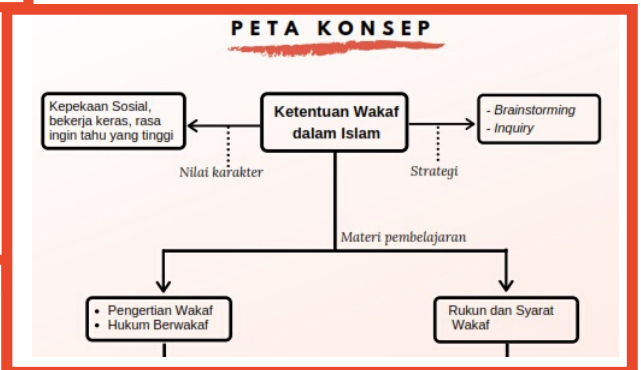 PETA KONSEP
Kepekaan Sosial,
bekerja keras, rasa
ingin tahu yang tinggi
Ketentuan Wakaf
dalam Islam
- Brainstorming
- Inquiry
Nilai karakter
Strategi
Materi pembelajaran
• Pengertian Wakaf
• Hukum Berwakaf
Rukun dan Syarat
Wakaf